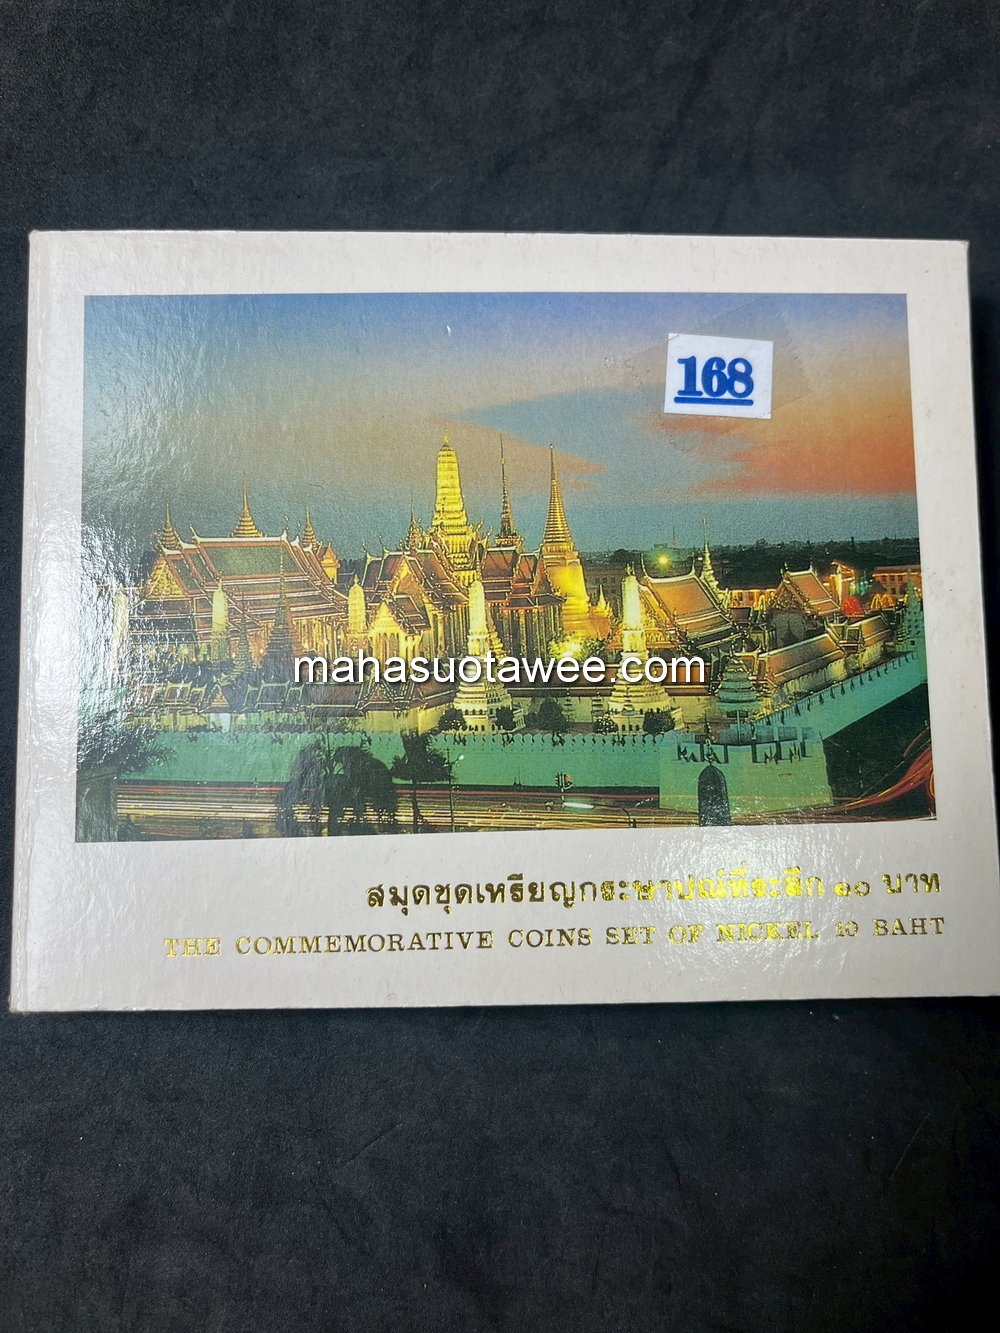 168
mahasuotawee.com
สมุดชุดเหรียญกระษาปณ์ที่ระลึก ๑๐ บาท
THE COMMEMORATIVE COINS SET OF NICKEL 10 BAHT